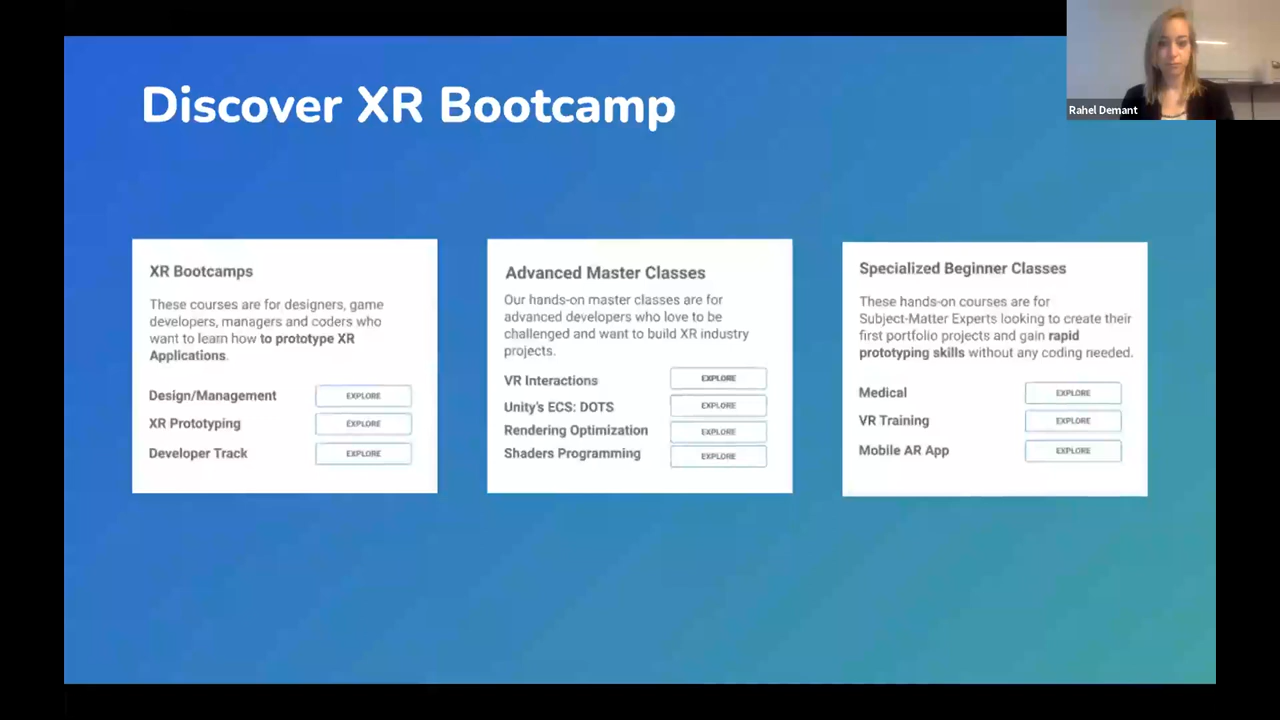 Discover XR Bootcamp
Rahel Demant
XR Bootcamps
These courses are for designers, game
developers, managers and coders who
want to learn how to prototype XR
Applications.
Design/Management EXPLORE
XR Prototyping EXPLORE
Developer Track EXPLORE
Advanced Master Classes
Our hands-on master classes are for
advanced developers who love to be
challenged and want to build XR industry
projects.
VR Interactions EXPLORE
Unity's ECS: DOTS EXPLORE
Rendering Optimization EXPLORE
Shaders Programming EXPLORE
Specialized Beginner Classes
These hands-on courses are for
Subject-Matter Experts looking to create their
first portfolio projects and gain rapid
prototyping skills without any coding needed.
Medical EXPLORE
VR Training EXPLORE
Mobile AR App EXPLORE